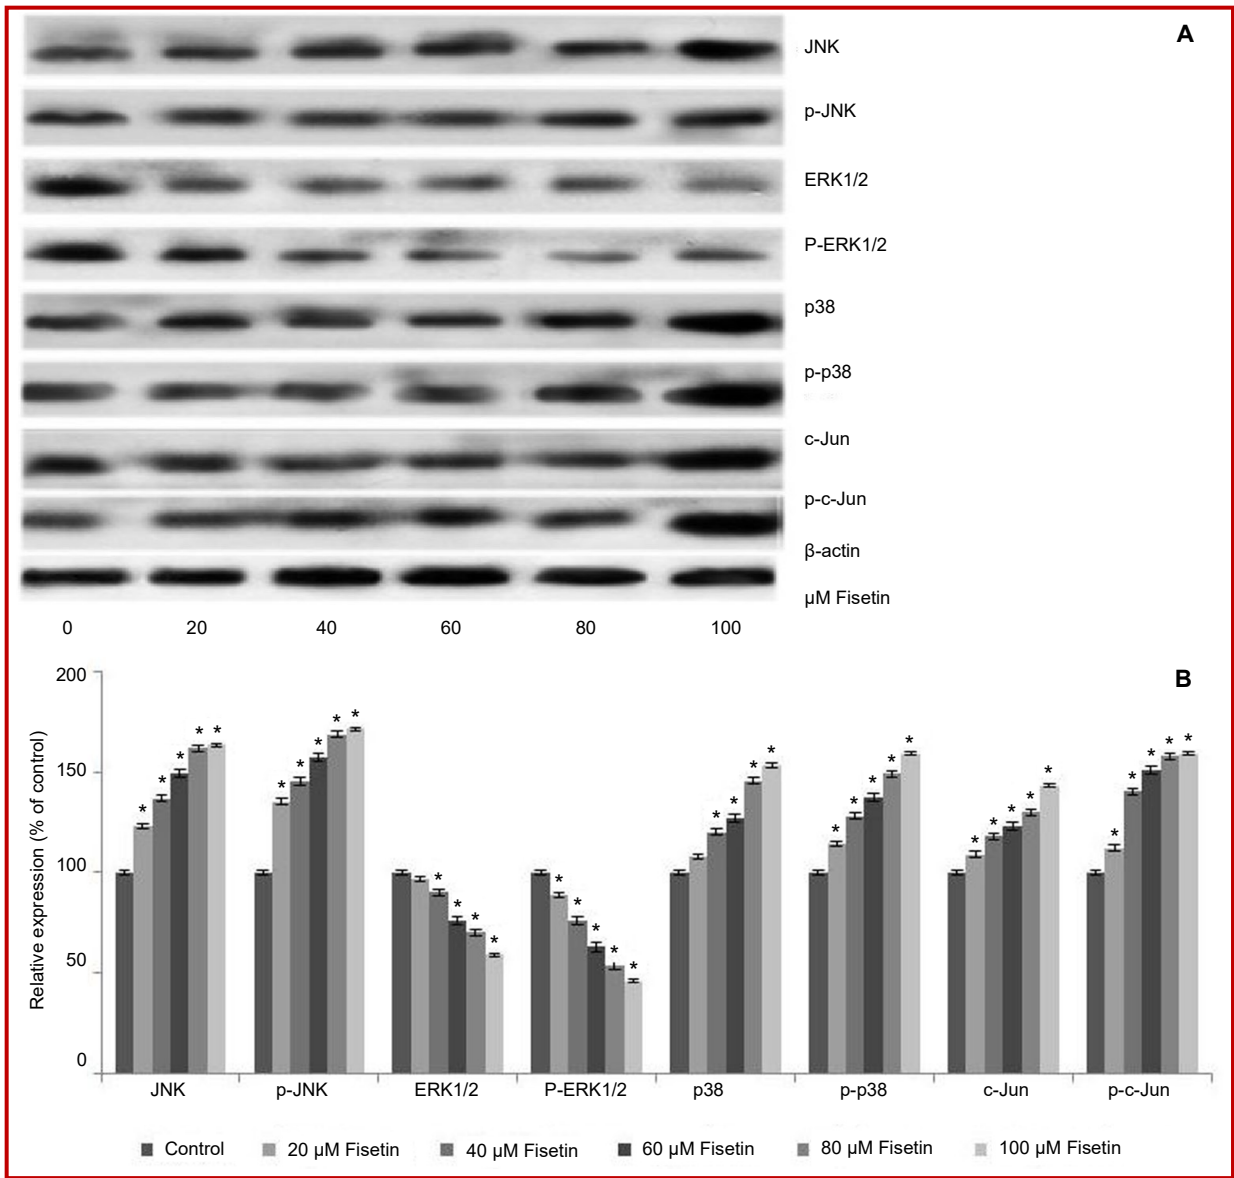 A
JNK
p-JNK
ERK1/2
P-ERK1/2
p38
p-p38
c-Jun
p-c-Jun
β-actin
µM Fisetin
0 20 40 60 80 100
B
Relative expression (% of control)
200
150
100
50
0
* * * * *
* * * * *
* * * *
* * * * *
* * * *
* * * * *
* * * * *
* * * * *
JNK p-JNK ERK1/2 P-ERK1/2 p38 p-p38 c-Jun p-c-Jun
Control 20 µM Fisetin 40 µM Fisetin 60 µM Fisetin 80 µM Fisetin 100 µM Fisetin